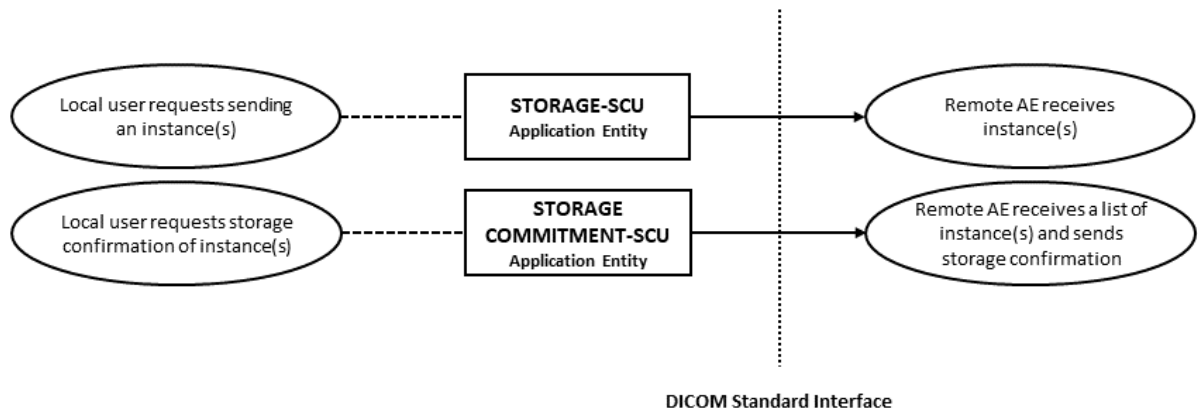 Local user requests sending
an instance(s)
STORAGE-SCU
Application Entity
Remote AE receives
instance(s)
Local user requests storage
confirmation of instance(s)
STORAGE
COMMITMENT-SCU
Application Entity
Remote AE receives a list of
instance(s) and sends
storage confirmation
DICOM Standard Interface